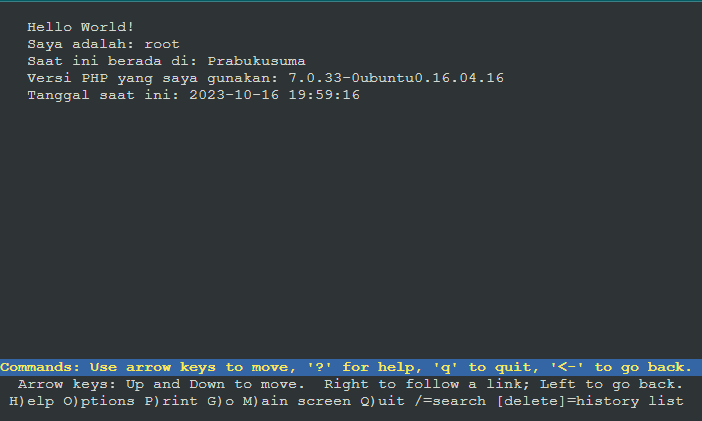 Hello World!
Saya adalah: root
Saat ini berada di: Prabukusuma
Versi PHP yang saya gunakan: 7.0.33-0ubuntu0.16.04.16
Tanggal saat ini: 2023-10-16 19:59:16
Commands: Use arrow keys to move, '?' for help, 'q' to quit, '<-' to go back.
Arrow keys: Up and Down to move.  Right to follow a link; Left to go back.
H)elp O)ptions P)rint G)o M)ain screen Q)uit /=search [delete]=history list